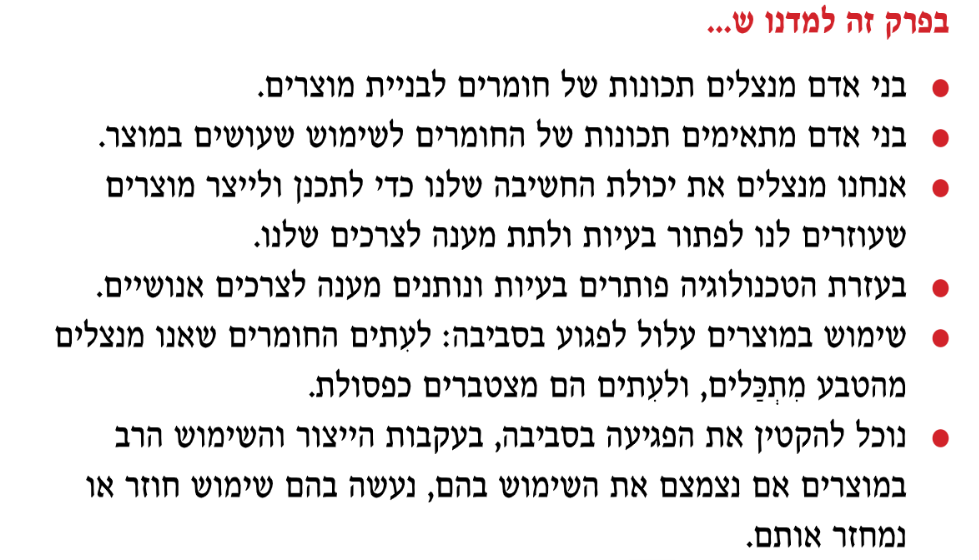 בפרק זה למדנו ש...
• בני אדם מנצלים תכונות של חומרים לבניית מוצרים.
• בני אדם מתאימים תכונות של החומרים לשימוש שעושים במוצר.
• אנחנו מנצלים את יכולת החשיבה שלנו כדי לתכנן ולייצר מוצרים
שעוזרים לנו לפתור בעיות ולתת מענה לצרכים שלנו.
• בעזרת הטכנולוגיה פותרים בעיות ונותנים מענה לצרכים אנושיים.
• שימוש במוצרים עלול לפגוע בסביבה: לעִתים החומרים שאנו מנצלים
מהטבע מִתְכַּלים, ולעִתים הם מצטברים כפסולת.
• נוכל להקטין את הפגיעה בסביבה, בעקבות הייצור והשימוש הרב
במוצרים אם נצמצם את השימוש בהם, נעשה בהם שימוש חוזר או
נמחזר אותם.